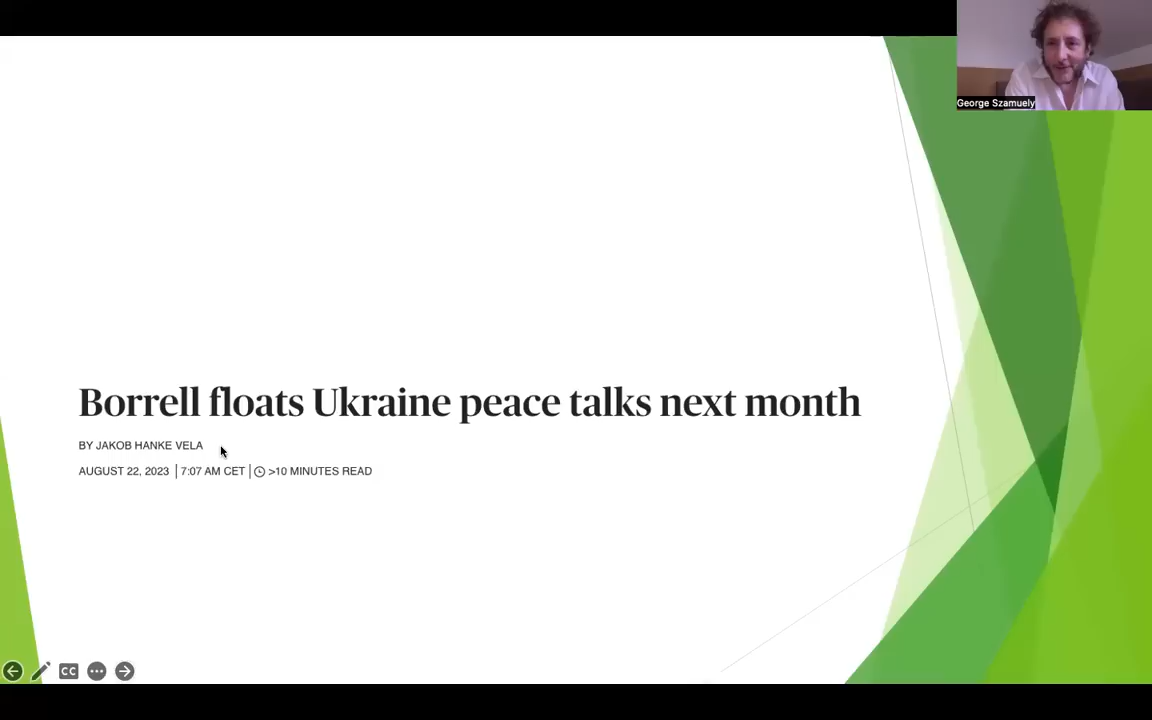 George Szamuely
Borrell floats Ukraine peace talks next month
BY JAKOB HANKE VELA
AUGUST 22, 2023 | 7:07 AM CET | >10 MINUTES READ
CC